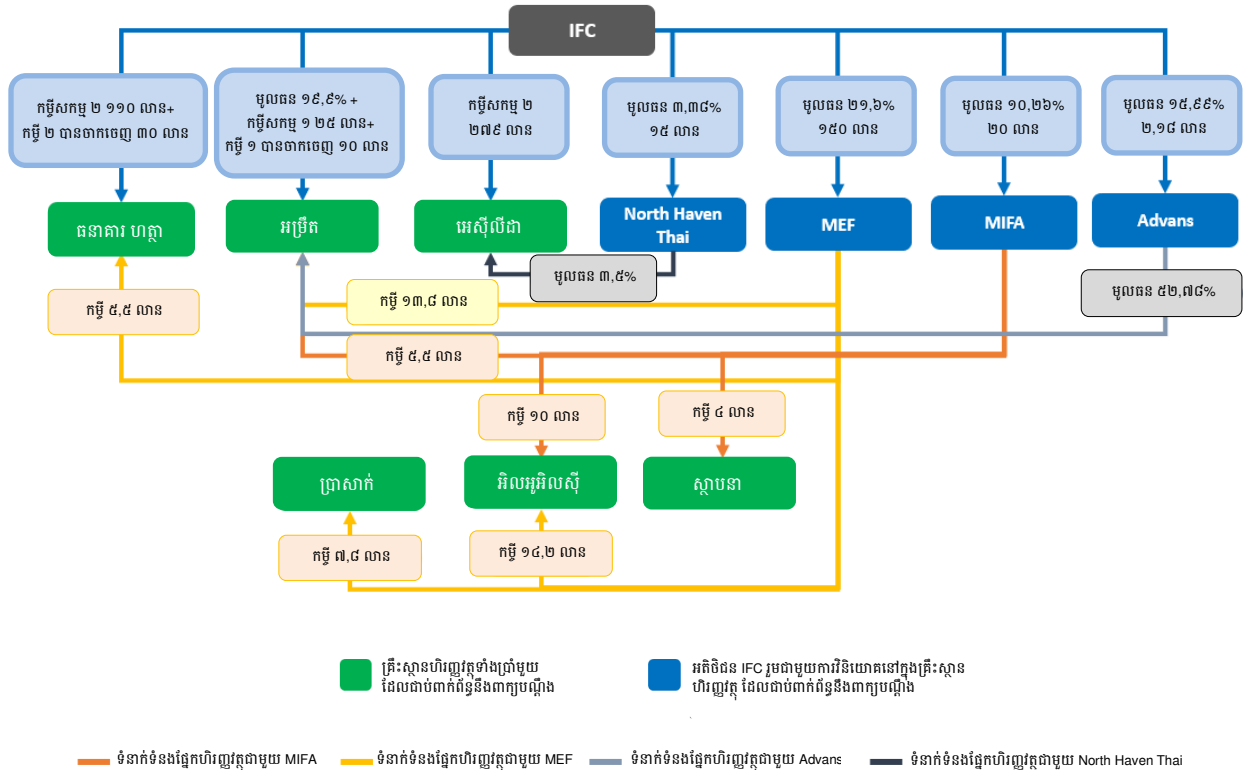 IFC
កម្ចីសកម្ម ២ ១១០ លាន+
កម្ចី ២ បានចាកចេញ ៣០ លាន
មូលធន ១៩,៩% +
កម្ចីសកម្ម ១ ២៥ លាន+
កម្ចី ១ បានចាកចេញ ១០ លាន
កម្ចីសកម្ម ២
២៧៩ លាន
មូលធន ៣,៣៨%
១៥ លាន
មូលធន ២១,៦%
១៥០ លាន
មូលធន ១០,២៦%
២០ លាន
មូលធន ១៥,៩៩%
២,១៨ លាន
ធនាគារ ហត្ថា
អម្រឹត
អេស៊ីលីដា
North Haven
Thai
MEF
MIFA
Advans
មូលធន ៣,៥%
មូលធន ៥២,៧៨%
កម្ចី ៥,៥ លាន
កម្ចី ១៣,៨ លាន
កម្ចី ៥,៥ លាន
កម្ចី ១០ លាន
កម្ចី ៤ លាន
ប្រាសាក់
អិលអូអិលស៊ី
ស្ថាបនា
កម្ចី ៧,៨ លាន
កម្ចី ១៤,២ លាន
គ្រឹះស្ថានហិរញ្ញវត្ថុទាំងប្រាំមួយ
ដែលជាប់ពាក់ព័ន្ធនឹងពាក្យបណ្តឹង
អតិថិជន IFC រួមជាមួយការវិនិយោគនៅក្នុងគ្រឹះស្ថាន
ហិរញ្ញវត្ថុ ដែលជាប់ពាក់ព័ន្ធនឹងពាក្យបណ្តឹង
ទំនាក់ទំនងផ្នែកហិរញ្ញវត្ថុជាមួយ MIFA
ទំនាក់ទំនងផ្នែកហិរញ្ញវត្ថុជាមួយ MEF
ទំនាក់ទំនងផ្នែកហិរញ្ញវត្ថុជាមួយ Advans
ទំនាក់ទំនងផ្នែកហិរញ្ញវត្ថុជាមួយ North Haven Thai